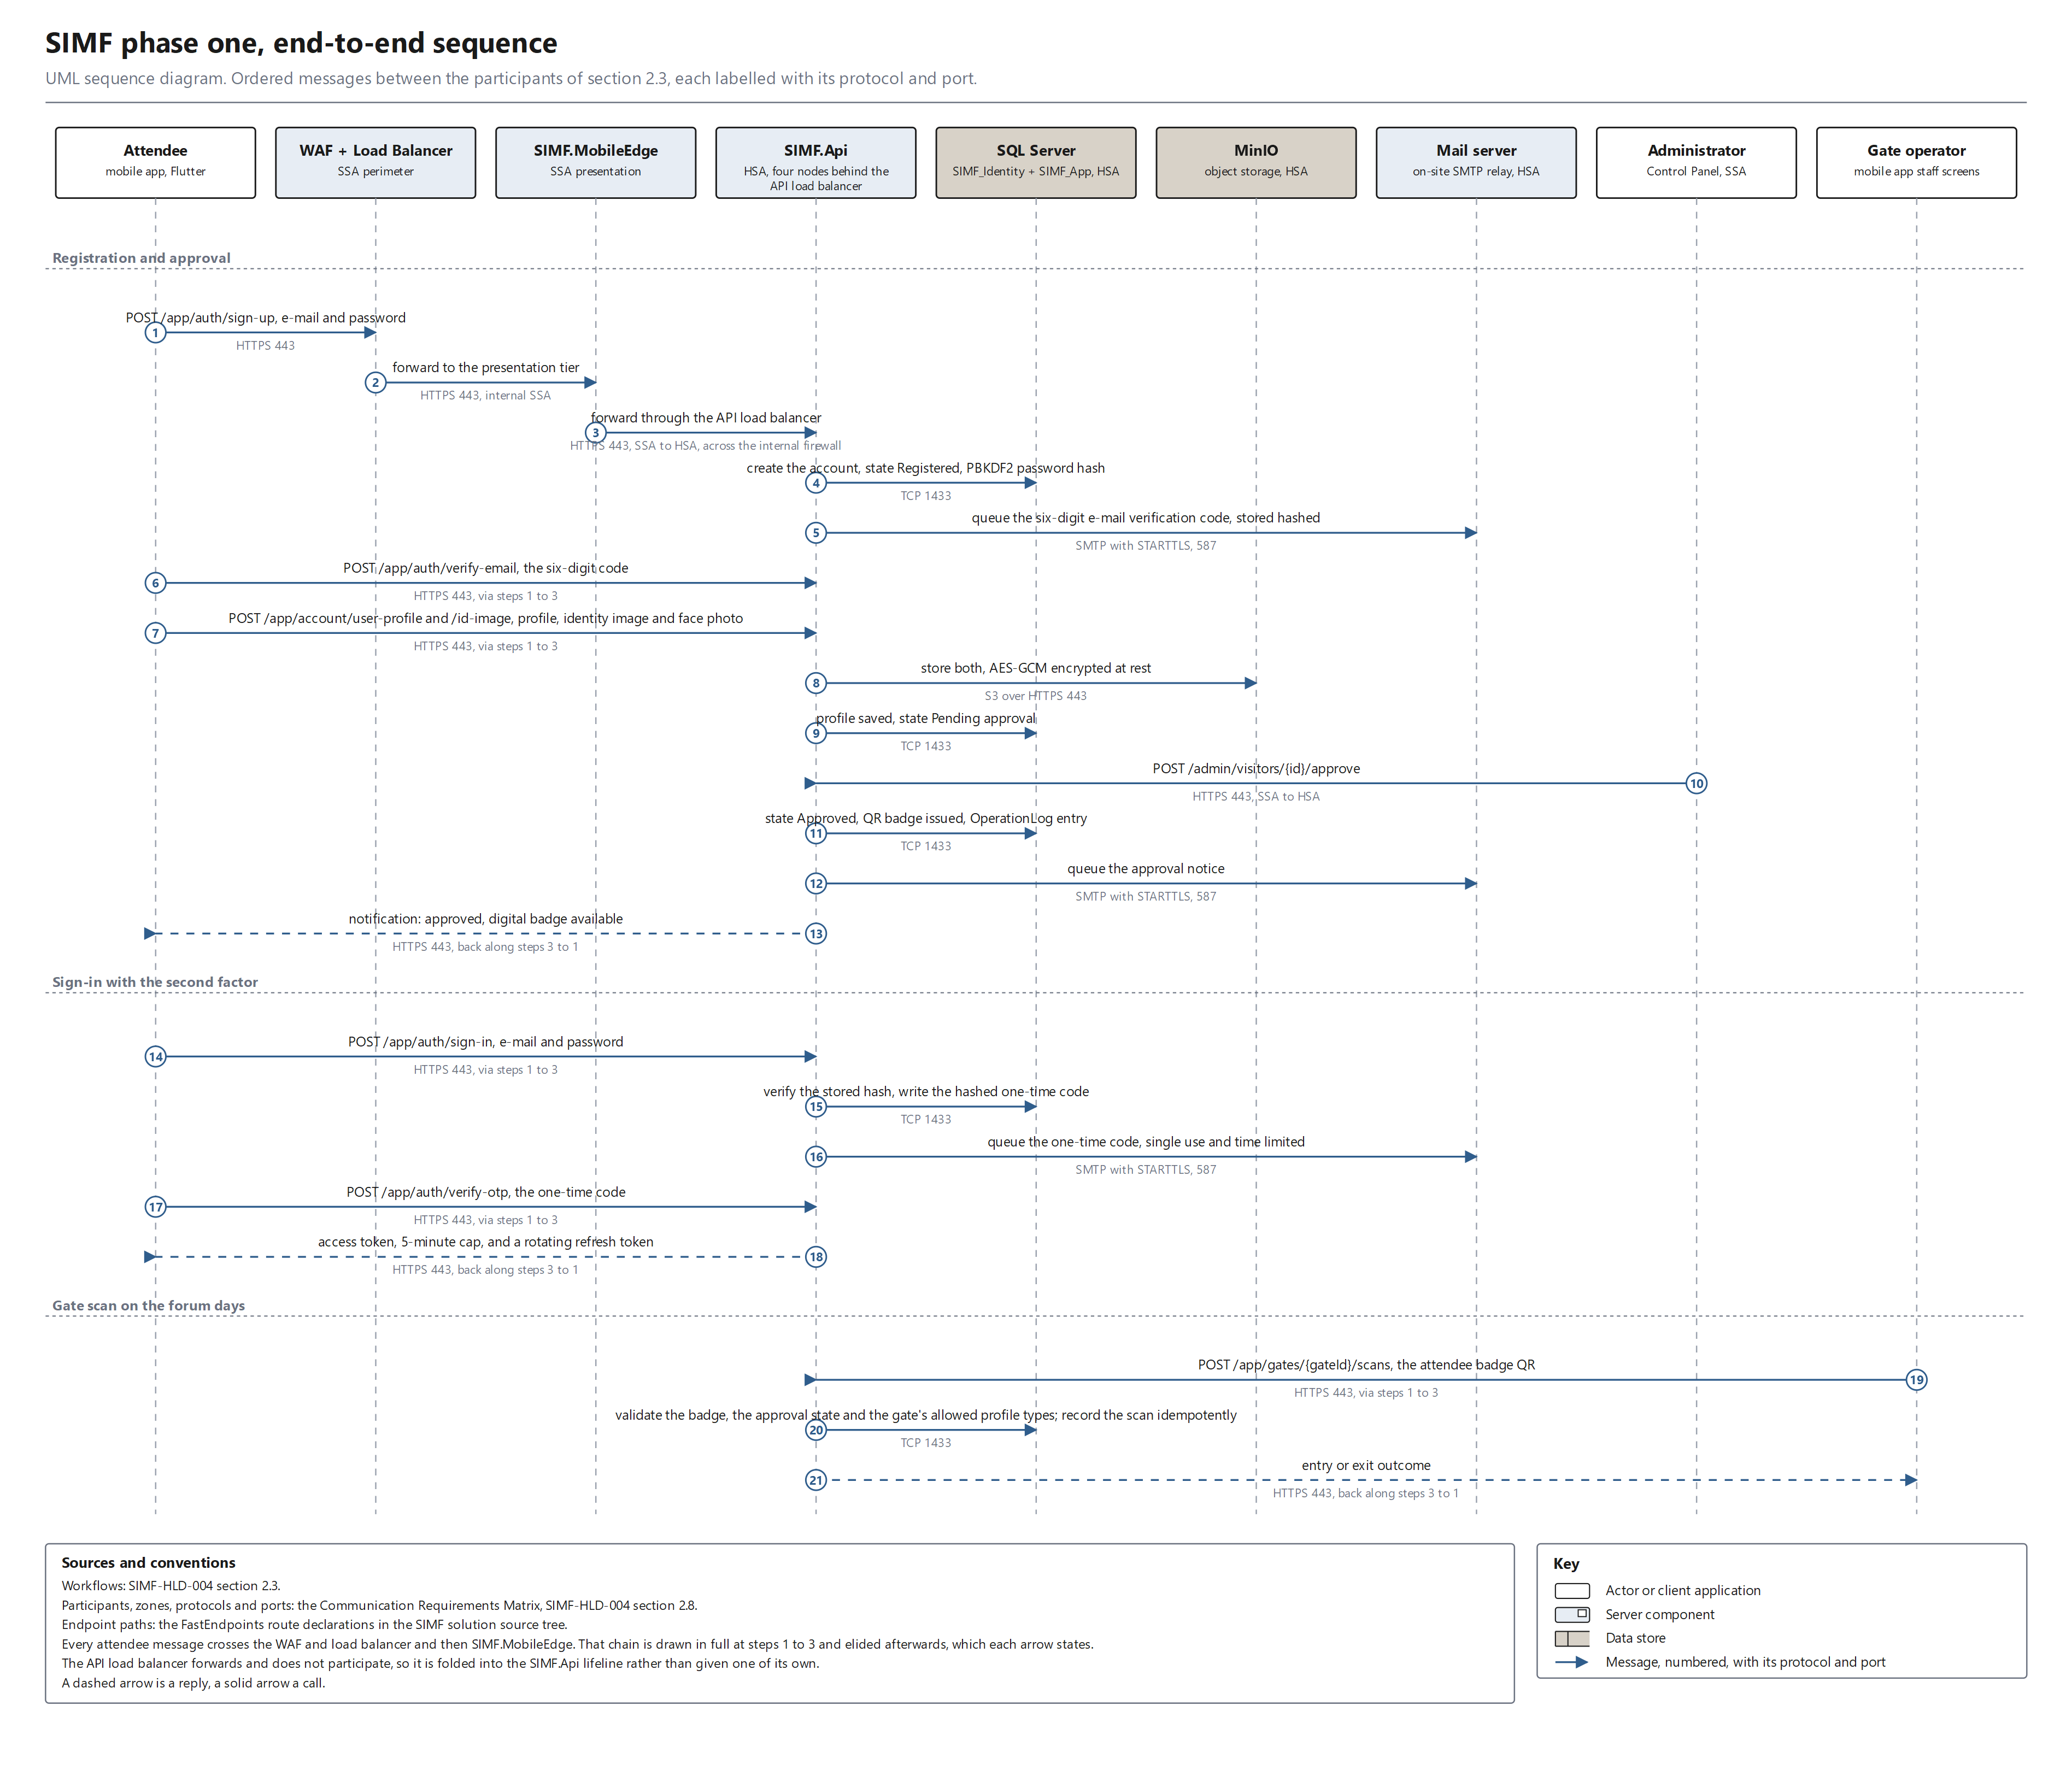 SIMF phase one, end-to-end sequence
UML sequence diagram. Ordered messages between the participants of section 2.3, each labelled with its protocol and port.
Attendee
mobile app, Flutter
WAF + Load Balancer
SSA perimeter
SIMF.MobileEdge
SSA presentation
SIMF.Api
HSA, four nodes behind the
API load balancer
SQL Server
SIMF_Identity + SIMF_App, HSA
MinIO
object storage, HSA
Mail server
on-site SMTP relay, HSA
Administrator
Control Panel, SSA
Gate operator
mobile app staff screens
Registration and approval
POST /app/auth/sign-up, e-mail and password
1
HTTPS 443
forward to the presentation tier
2
HTTPS 443, internal SSA
forward through the API load balancer
3
HTTPS 443, SSA to HSA, across the internal firewall
create the account, state Registered, PBKDF2 password hash
4
TCP 1433
queue the six-digit e-mail verification code, stored hashed
5
SMTP with STARTTLS, 587
POST /app/auth/verify-email, the six-digit code
6
HTTPS 443, via steps 1 to 3
POST /app/account/user-profile and /id-image, profile, identity image and face photo
7
HTTPS 443, via steps 1 to 3
store both, AES-GCM encrypted at rest
8
S3 over HTTPS 443
profile saved, state Pending approval
9
TCP 1433
POST /admin/visitors/{id}/approve
10
HTTPS 443, SSA to HSA
state Approved, QR badge issued, OperationLog entry
11
TCP 1433
queue the approval notice
12
SMTP with STARTTLS, 587
notification: approved, digital badge available
13
HTTPS 443, back along steps 3 to 1
Sign-in with the second factor
POST /app/auth/sign-in, e-mail and password
14
HTTPS 443, via steps 1 to 3
verify the stored hash, write the hashed one-time code
15
TCP 1433
queue the one-time code, single use and time limited
16
SMTP with STARTTLS, 587
POST /app/auth/verify-otp, the one-time code
17
HTTPS 443, via steps 1 to 3
access token, 5-minute cap, and a rotating refresh token
18
HTTPS 443, back along steps 3 to 1
Gate scan on the forum days
POST /app/gates/{gateId}/scans, the attendee badge QR
19
HTTPS 443, via steps 1 to 3
validate the badge, the approval state and the gate's allowed profile types; record the scan idempotently
20
TCP 1433
entry or exit outcome
21
HTTPS 443, back along steps 3 to 1
Sources and conventions
Workflows: SIMF-HLD-004 section 2.3.
Participants, zones, protocols and ports: the Communication Requirements Matrix, SIMF-HLD-004 section 2.8.
Endpoint paths: the FastEndpoints route declarations in the SIMF solution source tree.
Every attendee message crosses the WAF and load balancer and then SIMF.MobileEdge. That chain is drawn in full at steps 1 to 3 and elided afterwards, which each arrow states.
The API load balancer forwards and does not participate, so it is folded into the SIMF.Api lifeline rather than given one of its own.
A dashed arrow is a reply, a solid arrow a call.
Key
Actor or client application
Server component
Data store
Message, numbered, with its protocol and port